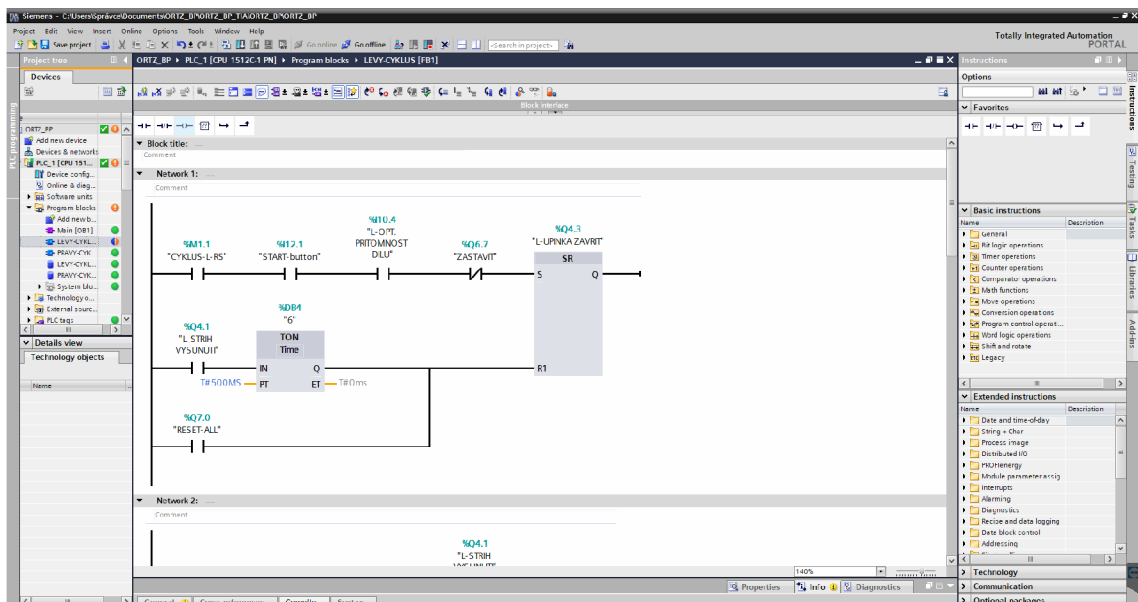 Siemens - C:\Users\Správce\Documents\ORTZ_BP\ORTZ_BP_TIA\ORTZ_BP\ORTZ_BP
Project Edit View Insert Online Options Tools Window Help
Totally Integrated Automation
PORTAL
Save project
Go online
Go offline
<Search in project>
Project tree
Devices
PLC programming
ORTZ_BP
Add new device
Devices & networks
PLC_1 [CPU 151...
Device config...
Online & diag...
Software units
Program blocks
Add new b...
Main [OB1]
LEVY-CYKL...
PRAVY-CYK...
LEVY-CYKL...
PRAVY-CYK...
System blo...
Technology o...
External sourc...
PLC tags
Details view
Technology objects
Name
ORTZ_BP ▸ PLC_1 [CPU 1512C-1 PN] ▸ Program blocks ▸ LEVY-CYKLUS [FB1]
Block interface
Block title: ....
Comment
Network 1: ....
Comment
%M1.1
"CYKLUS-L-RS"
%I12.1
"START-button"
%I10.4
"L-OPT.
PRITOMNOST
DILU"
%Q6.7
"ZASTAVIT"
%Q4.3
"L-UPINKA ZAVRIT"
SR
S
Q
R1
%Q4.1
"L-STRIH
VYSUNUTI"
%DB4
"6"
TON
Time
IN
Q
T#500MS
PT
ET
T#0ms
%Q7.0
"RESET-ALL"
Network 2: ....
Comment
%Q4.1
"L-STRIH
140%
Properties
Info
Diagnostics
General
Cross-references
Compile
Syntax
Instructions
Options
Favorites
Basic instructions
Name
Description
General
Bit logic operations
Timer operations
Counter operations
Comparator operations
Math functions
Move operations
Conversion operations
Program control operat...
Word logic operations
Shift and rotate
Legacy
Extended instructions
Name
Description
Date and time-of-day
String + Char
Process image
Distributed I/O
PROFIenergy
Module parameter assig...
Interrupts
Alarming
Diagnostics
Recipe and data logging
Data block control
Addressing
Technology
Communication
Optional packages
Instructions
Testing
Tasks
Libraries
Add-ins